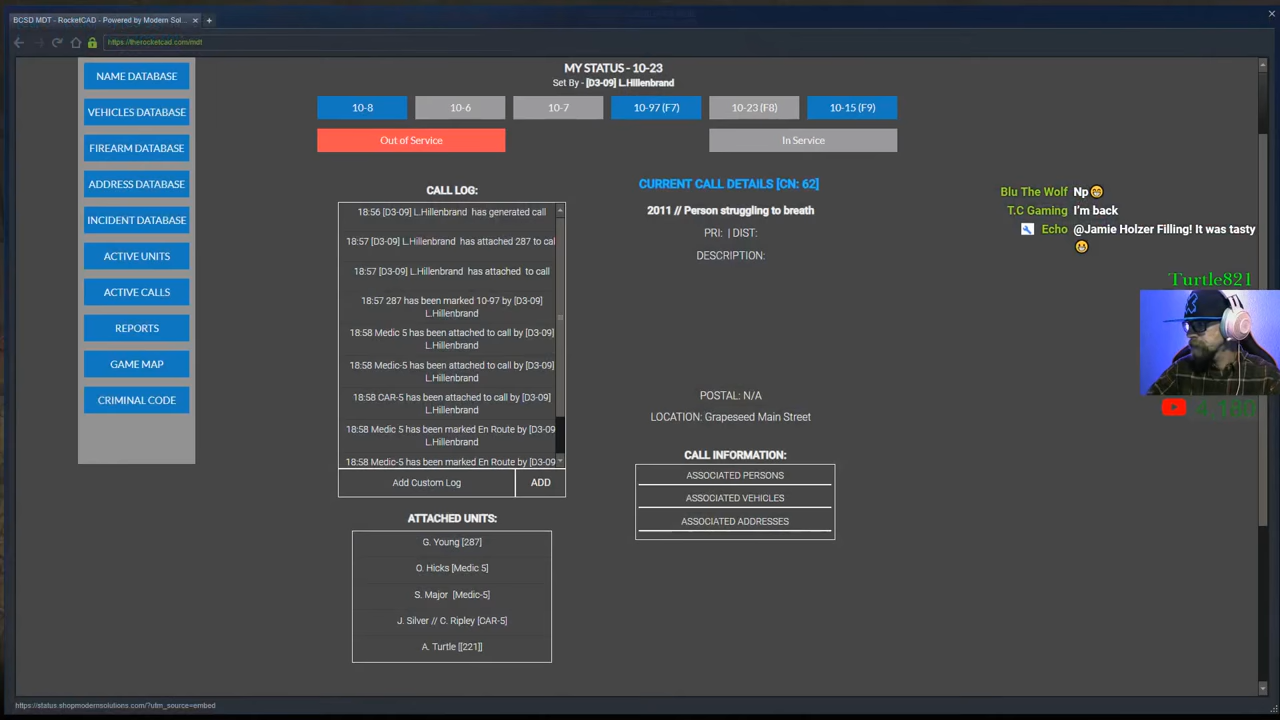 BCSD MDT - RocketCAD - Powered by Modern Sol...
https://therocketcad.com/mdt
NAME DATABASE
VEHICLES DATABASE
FIREARM DATABASE
ADDRESS DATABASE
INCIDENT DATABASE
ACTIVE UNITS
ACTIVE CALLS
REPORTS
GAME MAP
CRIMINAL CODE
MY STATUS - 10-23
Set By - [D3-09] L.Hillenbrand
10-8
10-6
10-7
10-97 (F7)
10-23 (F8)
10-15 (F9)
Out of Service
In Service
CALL LOG:
18:56 [D3-09] L.Hillenbrand has generated call
18:57 [D3-09] L.Hillenbrand has attached 287 to cal
18:57 [D3-09] L.Hillenbrand has attached to call
18:57 287 has been marked 10-97 by [D3-09]
L.Hillenbrand
18:58 Medic 5 has been attached to call by [D3-09]
L.Hillenbrand
18:58 Medic-5 has been attached to call by [D3-09]
L.Hillenbrand
18:58 CAR-5 has been attached to call by [D3-09]
L.Hillenbrand
18:58 Medic 5 has been marked En Route by [D3-09
L.Hillenbrand
18:58 Medic-5 has been marked En Route by [D3-09
Add Custom Log
ADD
ATTACHED UNITS:
G. Young [287]
O. Hicks [Medic 5]
S. Major [Medic-5]
J. Silver // C. Ripley [CAR-5]
A. Turtle [[221]]
CURRENT CALL DETAILS [CN: 62]
2011 // Person struggling to breath
PRI: | DIST:
DESCRIPTION:
POSTAL: N/A
LOCATION: Grapeseed Main Street
CALL INFORMATION:
ASSOCIATED PERSONS
ASSOCIATED VEHICLES
ASSOCIATED ADDRESSES
Blu The Wolf Np
T.C Gaming I'm back
Echo @Jamie Holzer Filling! It was tasty
Turtle821
https://status.shopmodernsolutions.com/?utm_source=embed